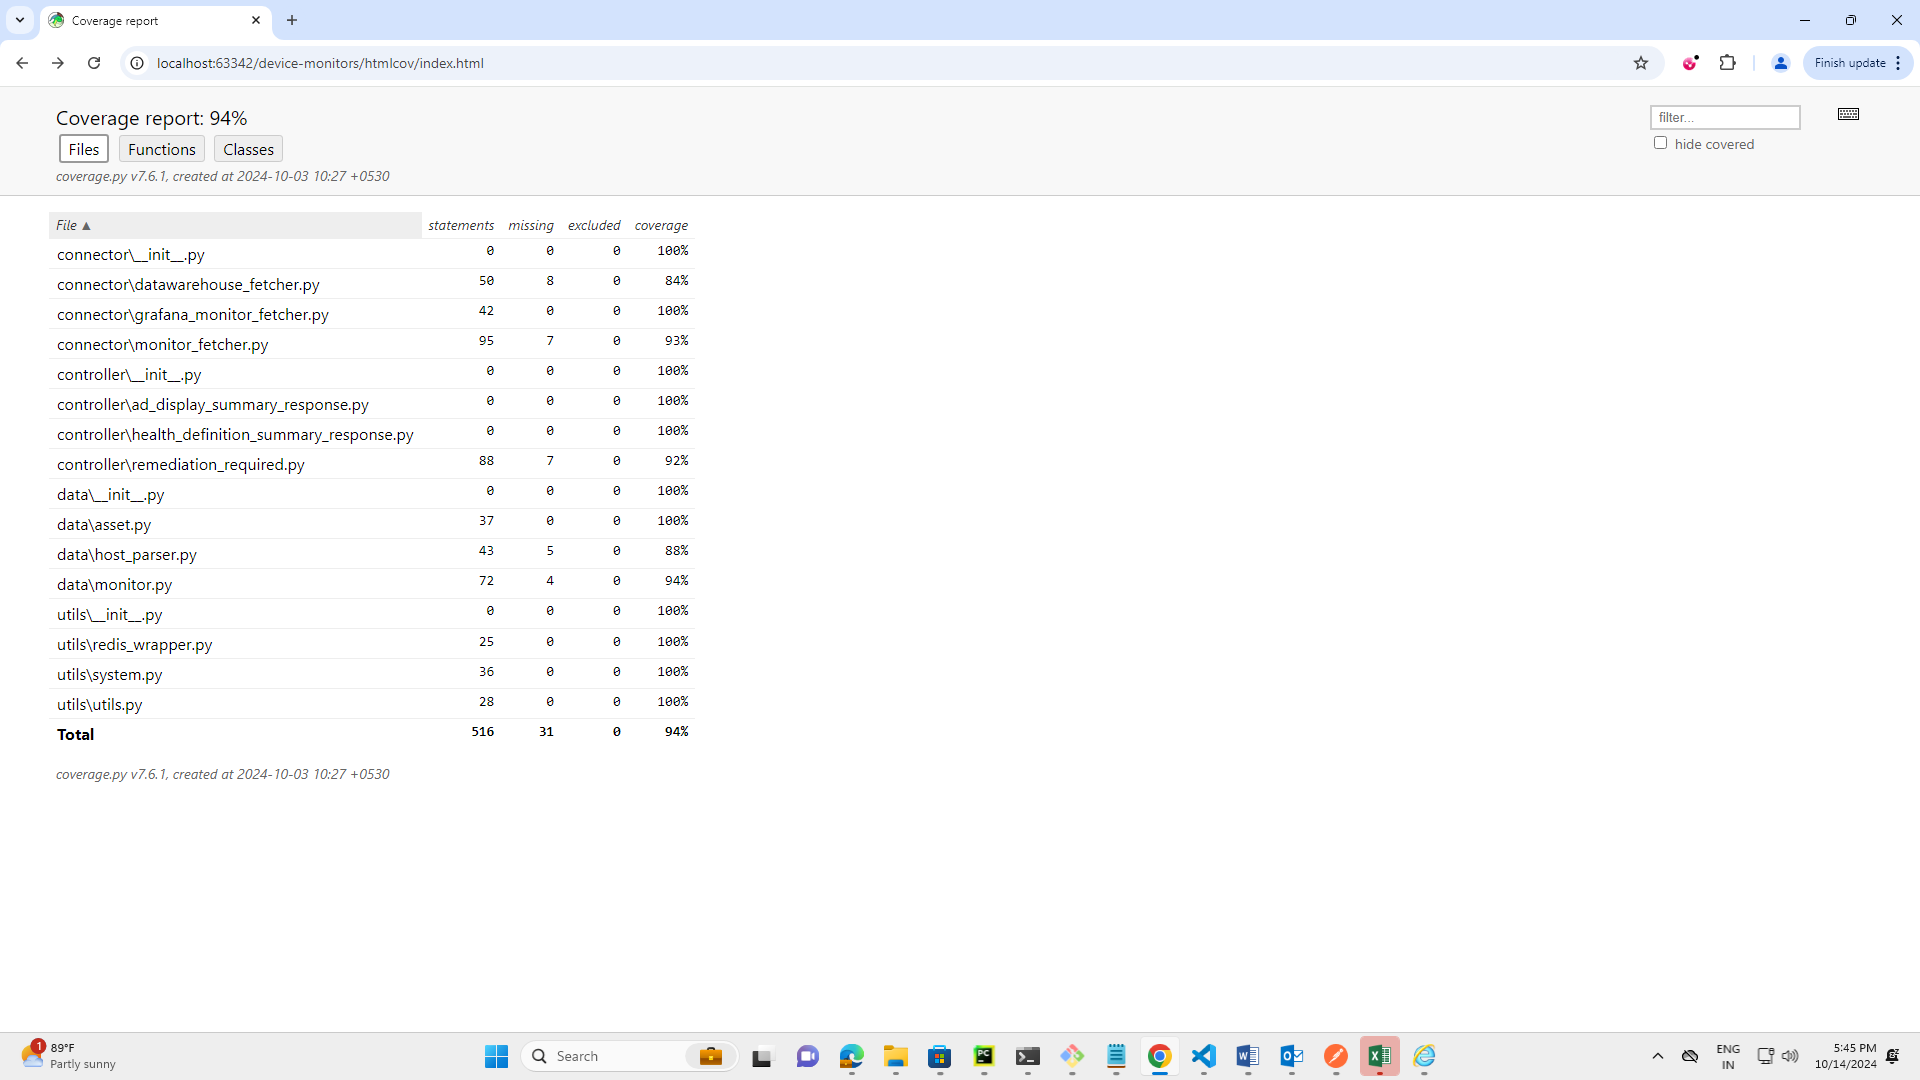 Coverage report
localhost:63342/device-monitors/htmlcov/index.html
Finish update
Coverage report: 94%
filter...
Files Functions Classes
hide covered
coverage.py v7.6.1, created at 2024-10-03 10:27 +0530
File ▲ statements missing excluded coverage
connector\__init__.py 0 0 0 100%
connector\datawarehouse_fetcher.py 50 8 0 84%
connector\grafana_monitor_fetcher.py 42 0 0 100%
connector\monitor_fetcher.py 95 7 0 93%
controller\__init__.py 0 0 0 100%
controller\ad_display_summary_response.py 0 0 0 100%
controller\health_definition_summary_response.py 0 0 0 100%
controller\remediation_required.py 88 7 0 92%
data\__init__.py 0 0 0 100%
data\asset.py 37 0 0 100%
data\host_parser.py 43 5 0 88%
data\monitor.py 72 4 0 94%
utils\__init__.py 0 0 0 100%
utils\redis_wrapper.py 25 0 0 100%
utils\system.py 36 0 0 100%
utils\utils.py 28 0 0 100%
Total 516 31 0 94%
coverage.py v7.6.1, created at 2024-10-03 10:27 +0530
1
89°F
Partly sunny
Search
PC
ENG
IN
5:45 PM
10/14/2024